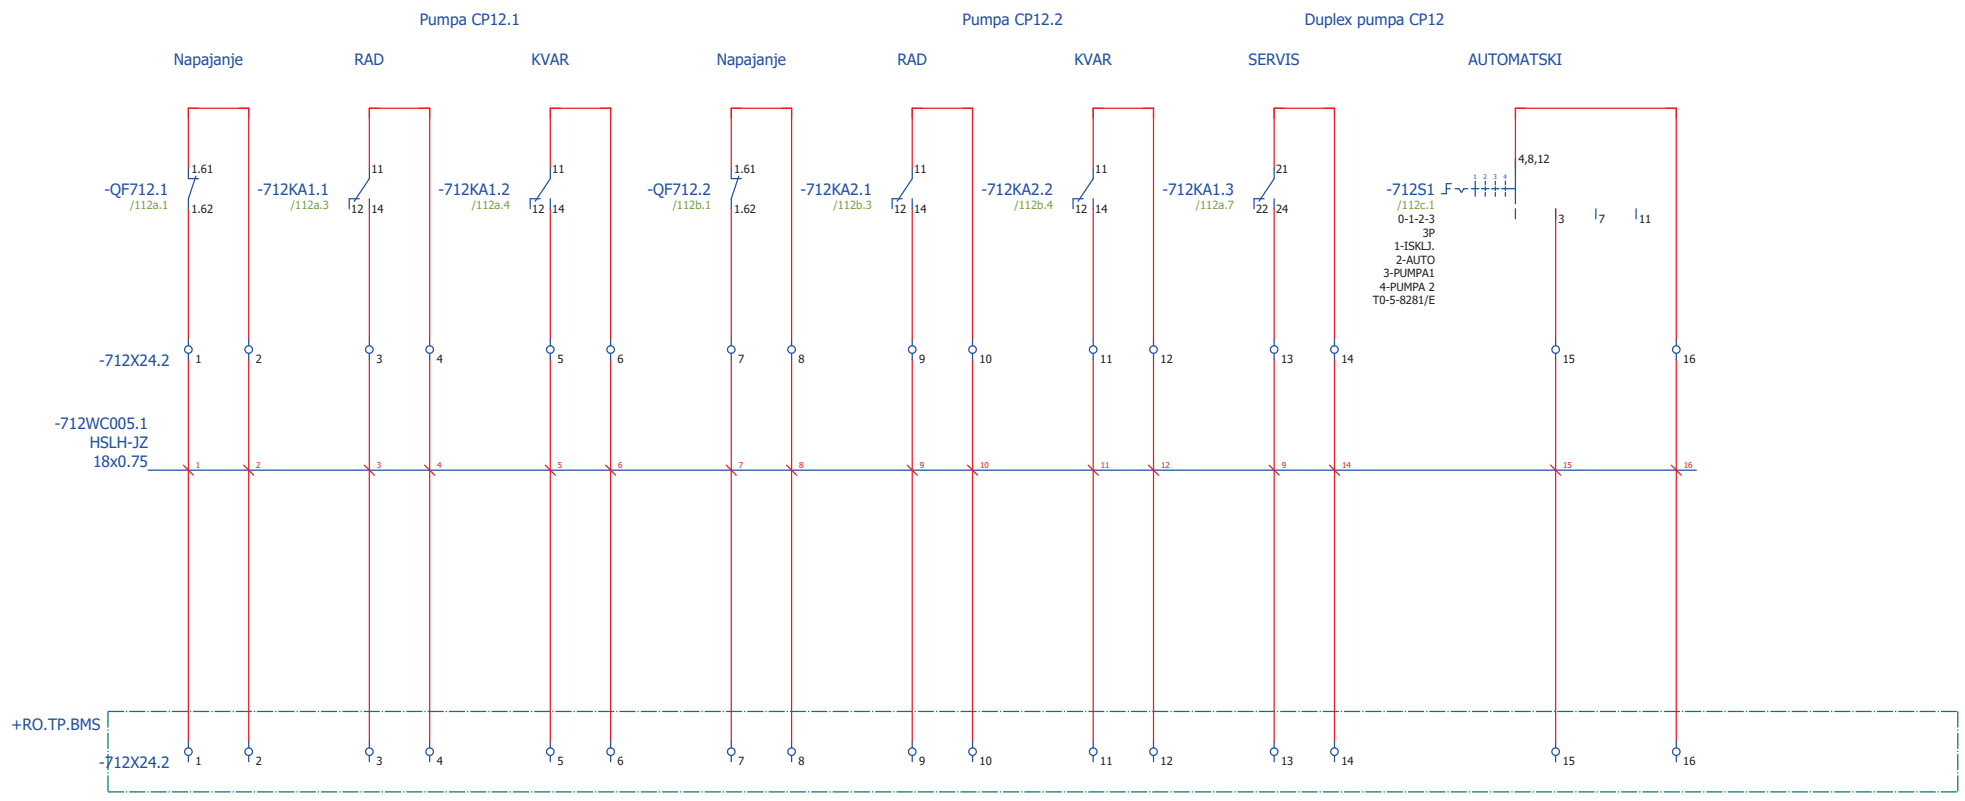 Pumpa CP12.1 Pumpa CP12.2 Duplex pumpa CP12
Napajanje RAD KVAR Napajanje RAD KVAR SERVIS AUTOMATSKI
4,8,12
1.61 11 11 1.61 11 11 21
1 2 3 4
-QF712.1 -712KA1.1 -712KA1.2 -QF712.2 -712KA2.1 -712KA2.2 -712KA1.3 -712S1
/112a.1 /112a.3 /112a.4 /112b.1 /112b.3 /112b.4 /112a.7 /112c.1
1.62 12 14 12 14 1.62 12 14 12 14 22 24
0-1-2-3 3 7 11
3P
1-ISKLJ.
2-AUTO
3-PUMPA1
4-PUMPA 2
T0-5-8281/E
-712X24.2 1 2 3 4 5 6 7 8 9 10 11 12 13 14 15 16
-712WC005.1
HSLH-JZ
18x0.75 1 2 3 4 5 6 7 8 9 10 11 12 9 14 15 16
+RO.TP.BMS
-712X24.2 1 2 3 4 5 6 7 8 9 10 11 12 13 14 15 16